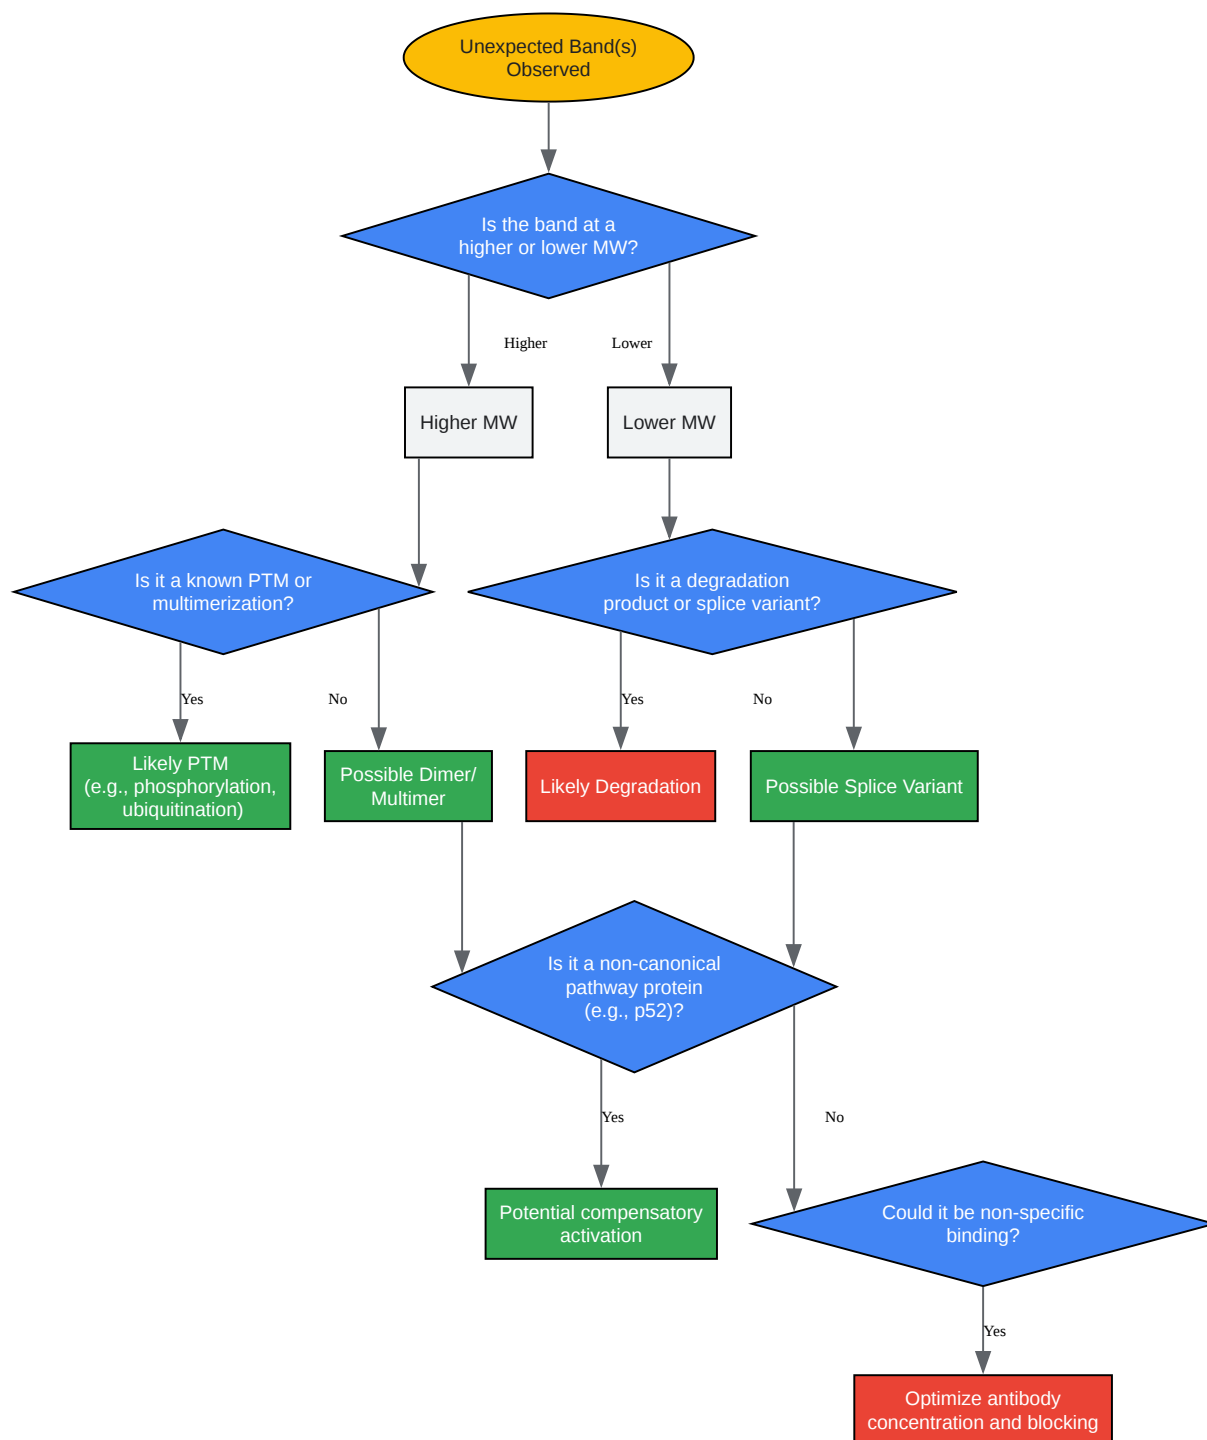 Unexpected Band(s)
Observed
Is the band at a
higher or lower MW?
Higher
Lower
Higher MW
Lower MW
Is it a known PTM or
multimerization?
Is it a degradation
product or splice variant?
Yes
No
Yes
No
Likely PTM
(e.g., phosphorylation,
ubiquitination)
Possible Dimer/
Multimer
Likely Degradation
Possible Splice Variant
Is it a non-canonical
pathway protein
(e.g., p52)?
Yes
No
Potential compensatory
activation
Could it be non-specific
binding?
Yes
Optimize antibody
concentration and blocking